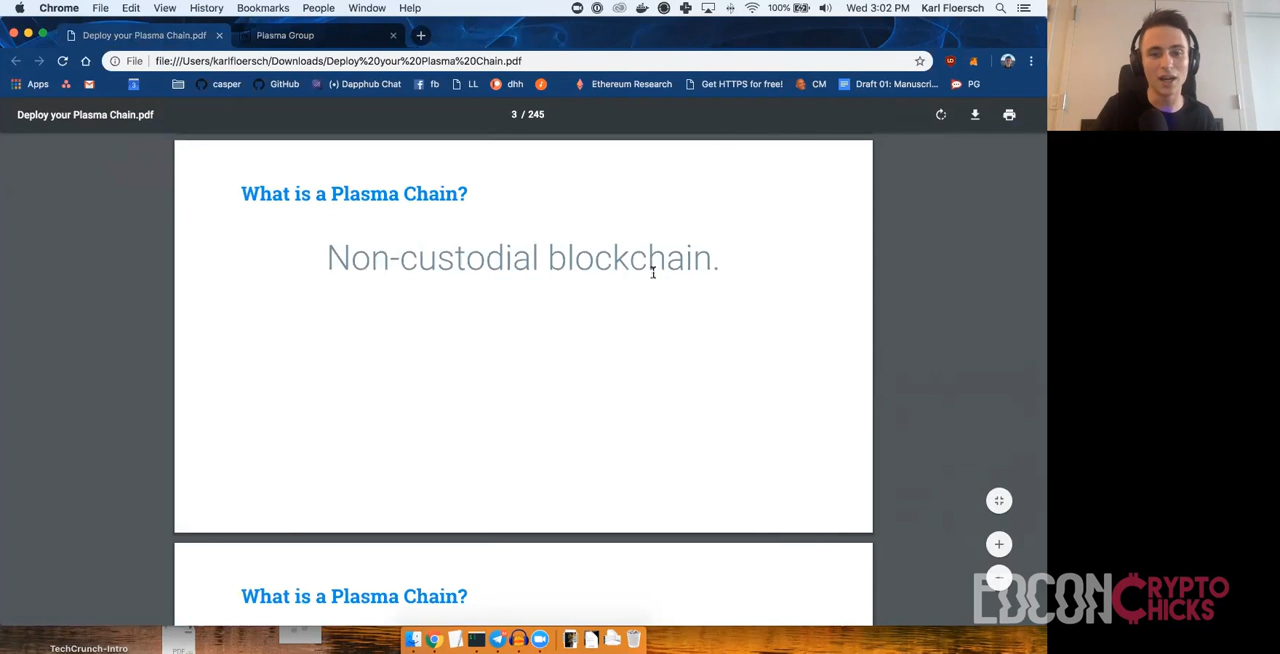 Chrome File Edit View History Bookmarks People Window Help 100% Wed 3:02 PM Karl Floersch
Deploy your Plasma Chain.pdf Plasma Group
File file:///Users/karlfloersch/Downloads/Deploy%20your%20Plasma%20Chain.pdf
Apps casper GitHub (•) Dapphub Chat fb LL dhh Ethereum Research Get HTTPS for free! CM Draft 01: Manuscri... PG
Deploy your Plasma Chain.pdf 3 / 245
What is a Plasma Chain?
Non-custodial blockchain.
What is a Plasma Chain?
EDCON CRYPTO CHICKS
PDF
TechCrunch-Intro